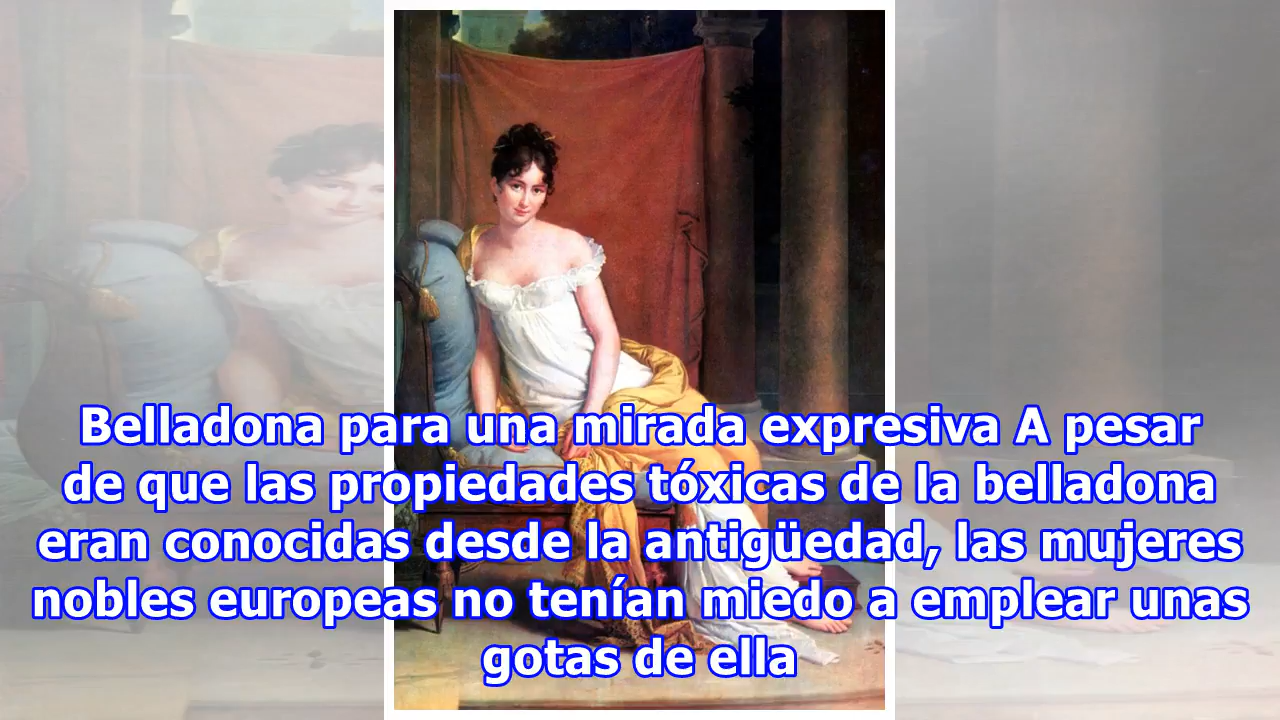 Belladona para una mirada expresiva A pesar
de que las propiedades tóxicas de la belladona
eran conocidas desde la antigüedad, las mujeres
nobles europeas no tenían miedo a emplear unas
gotas de ella